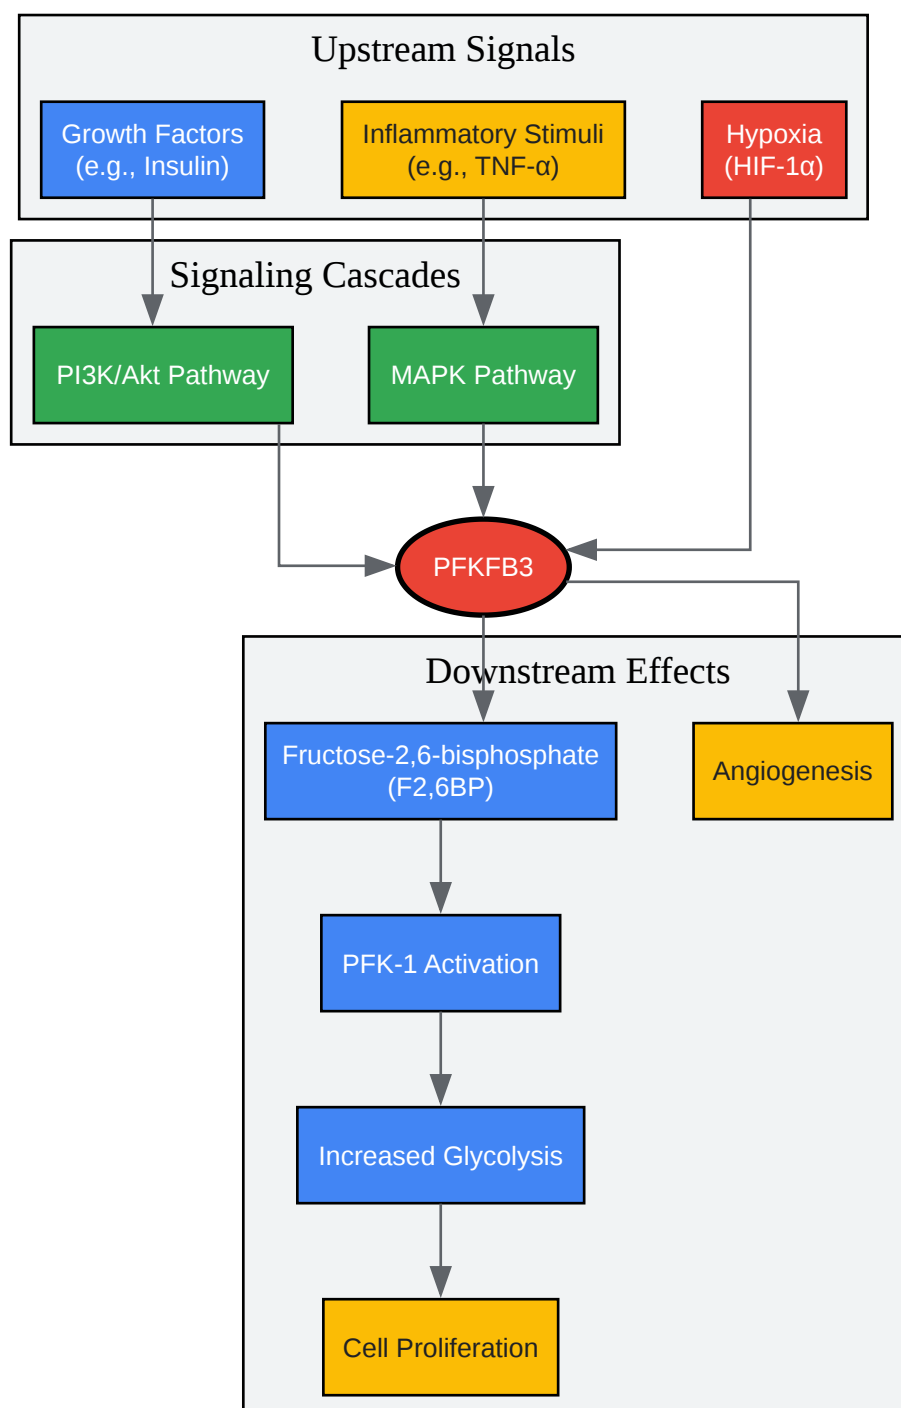 Upstream Signals
Growth Factors
(e.g., Insulin)
Inflammatory Stimuli
(e.g., TNF-α)
Hypoxia
(HIF-1α)
Signaling Cascades
PI3K/Akt Pathway
MAPK Pathway
PFKFB3
Downstream Effects
Fructose-2,6-bisphosphate
(F2,6BP)
Angiogenesis
PFK-1 Activation
Increased Glycolysis
Cell Proliferation